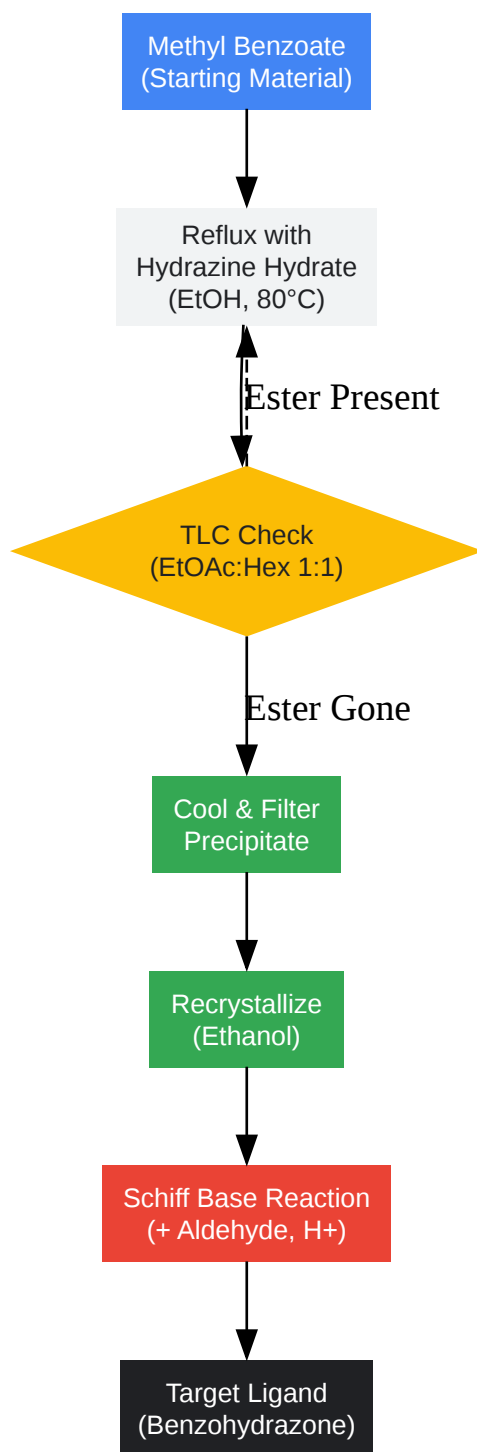 Methyl Benzoate
(Starting Material)
Reflux with
Hydrazine Hydrate
(EtOH, 80°C)
Ester Present
TLC Check
(EtOAc:Hex 1:1)
Ester Gone
Cool & Filter
Precipitate
Recrystallize
(Ethanol)
Schiff Base Reaction
(+ Aldehyde, H+)
Target Ligand
(Benzohydrazone)